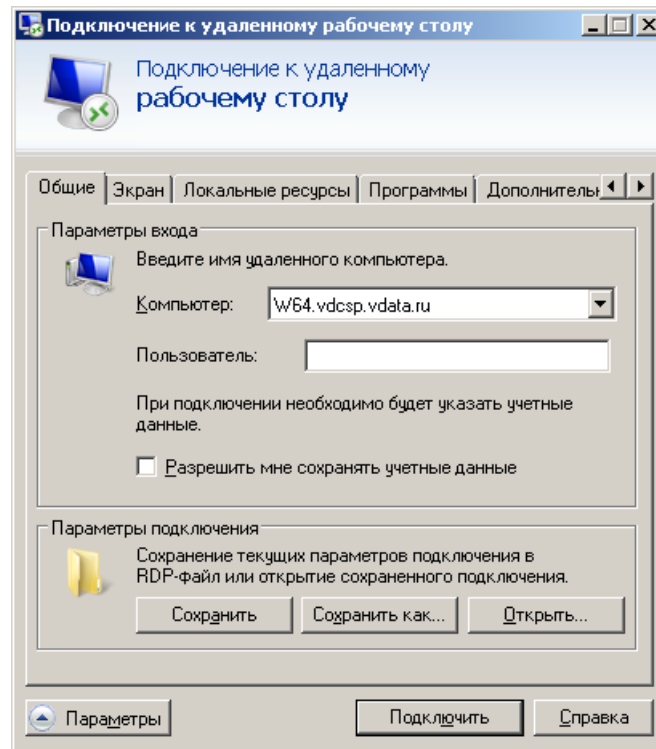 Подключение к удаленному рабочему столу
Подключение к удаленному
рабочему столу
Общие Экран Локальные ресурсы Программы Дополнительн
Параметры входа
Введите имя удаленного компьютера.
Компьютер: W64.vdcsp.vdata.ru
Пользователь:
При подключении необходимо будет указать учетные
данные.
Разрешить мне сохранять учетные данные
Параметры подключения
Сохранение текущих параметров подключения в
RDP-файл или открытие сохраненного подключения.
Сохранить Сохранить как... Открыть...
Параметры Подключить Справка